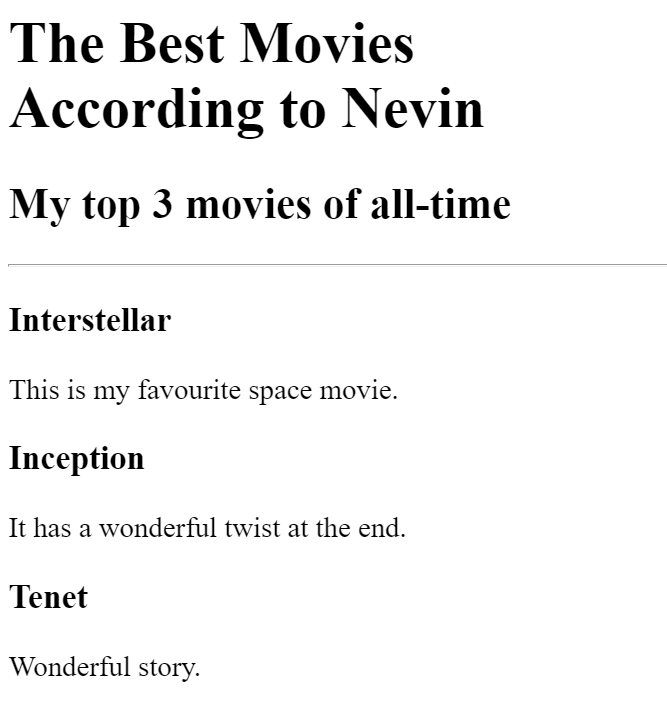 The Best Movies
According to Nevin
My top 3 movies of all-time
Interstellar
This is my favourite space movie.
Inception
It has a wonderful twist at the end.
Tenet
Wonderful story.